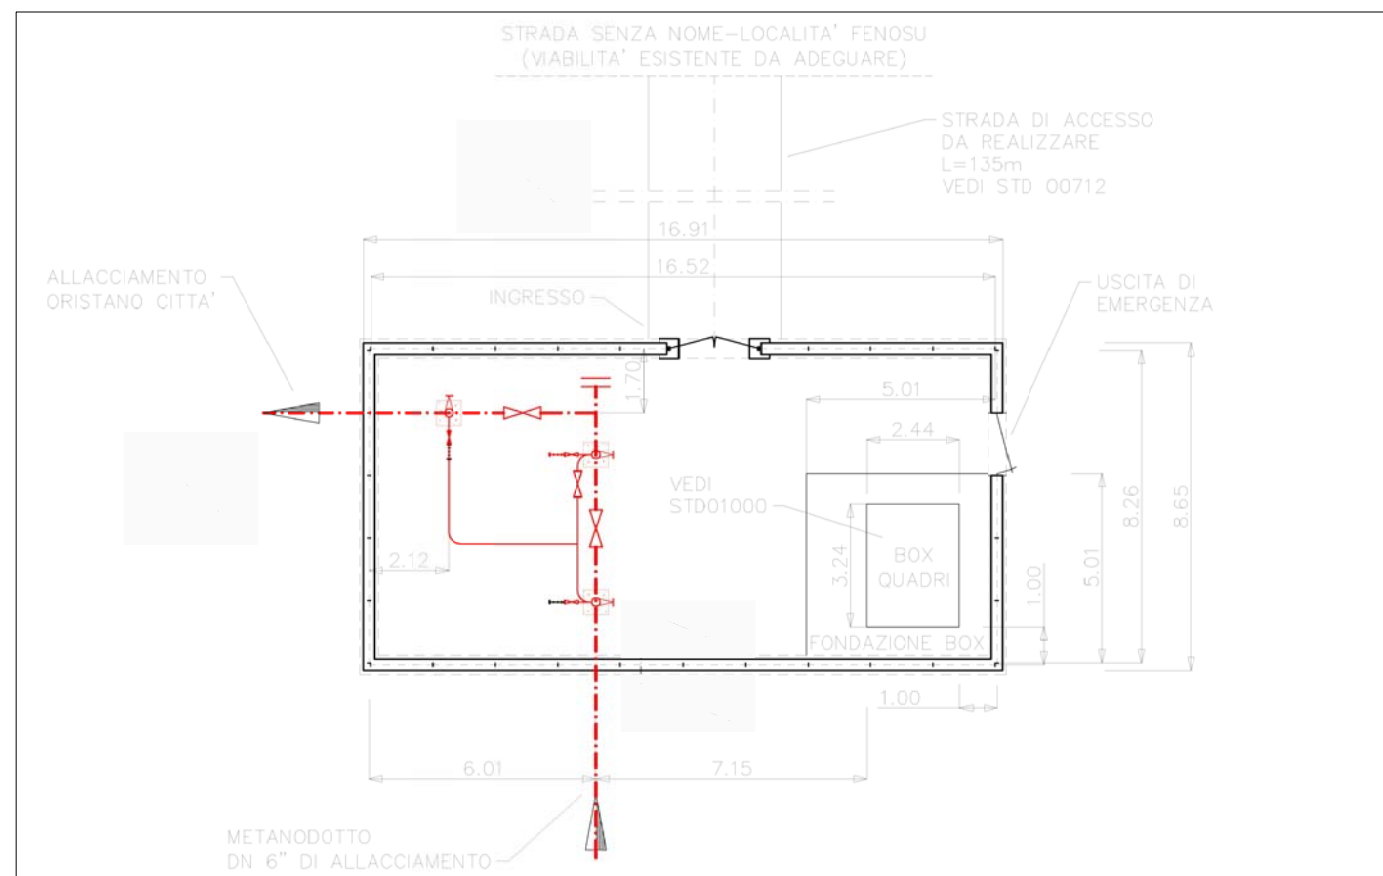 STRADA SENZA NOME-LOCALITA' FENOSU
(VIABILITA' ESISTENTE DA ADEGUARE)
STRADA DI ACCESSO
DA REALIZZARE
L=135m
VEDI STD 00712
16.91
16.52
ALLACCIAMENTO
ORISTANO CITTA'
INGRESSO
USCITA DI
EMERGENZA
1.70
5.01
2.44
VEDI
STD01000
3.24
BOX
QUADRI
2.12
1.00
5.01
8.26
8.65
FONDAZIONE BOX
1.00
6.01
7.15
METANODOTTO
DN 6" DI ALLACCIAMENTO